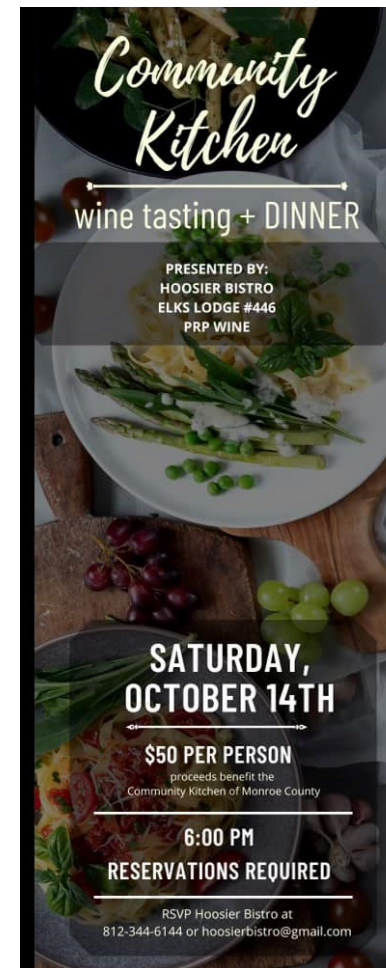 Community
Kitchen
wine tasting + DINNER
PRESENTED BY:
HOOSIER BISTRO
ELKS LODGE #446
PRP WINE
SATURDAY,
OCTOBER 14TH
$50 PER PERSON
proceeds benefit the
Community Kitchen of Monroe County
6:00 PM
RESERVATIONS REQUIRED
RSVP Hoosier Bistro at
812-344-6144 or hoosierbistro@gmail.com